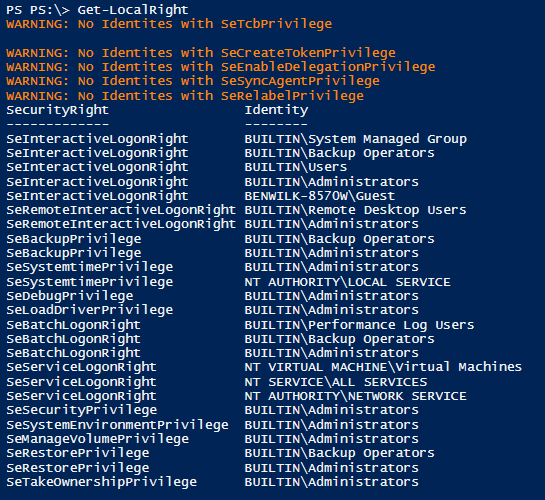 PS PS:\> Get-LocalRight
WARNING: No Identites with SeTcbPrivilege
WARNING: No Identites with SeCreateTokenPrivilege
WARNING: No Identites with SeEnableDelegationPrivilege
WARNING: No Identites with SeSyncAgentPrivilege
WARNING: No Identites with SeRelabelPrivilege
SecurityRight Identity
------------- --------
SeInteractiveLogonRight BUILTIN\System Managed Group
SeInteractiveLogonRight BUILTIN\Backup Operators
SeInteractiveLogonRight BUILTIN\Users
SeInteractiveLogonRight BUILTIN\Administrators
SeInteractiveLogonRight BENWILK-8570W\Guest
SeRemoteInteractiveLogonRight BUILTIN\Remote Desktop Users
SeRemoteInteractiveLogonRight BUILTIN\Administrators
SeBackupPrivilege BUILTIN\Backup Operators
SeBackupPrivilege BUILTIN\Administrators
SeSystemtimePrivilege BUILTIN\Administrators
SeSystemtimePrivilege NT AUTHORITY\LOCAL SERVICE
SeDebugPrivilege BUILTIN\Administrators
SeLoadDriverPrivilege BUILTIN\Administrators
SeBatchLogonRight BUILTIN\Performance Log Users
SeBatchLogonRight BUILTIN\Backup Operators
SeBatchLogonRight BUILTIN\Administrators
SeServiceLogonRight NT VIRTUAL MACHINE\Virtual Machines
SeServiceLogonRight NT SERVICE\ALL SERVICES
SeServiceLogonRight NT AUTHORITY\NETWORK SERVICE
SeSecurityPrivilege BUILTIN\Administrators
SeSystemEnvironmentPrivilege BUILTIN\Administrators
SeManageVolumePrivilege BUILTIN\Administrators
SeRestorePrivilege BUILTIN\Backup Operators
SeRestorePrivilege BUILTIN\Administrators
SeTakeOwnershipPrivilege BUILTIN\Administrators